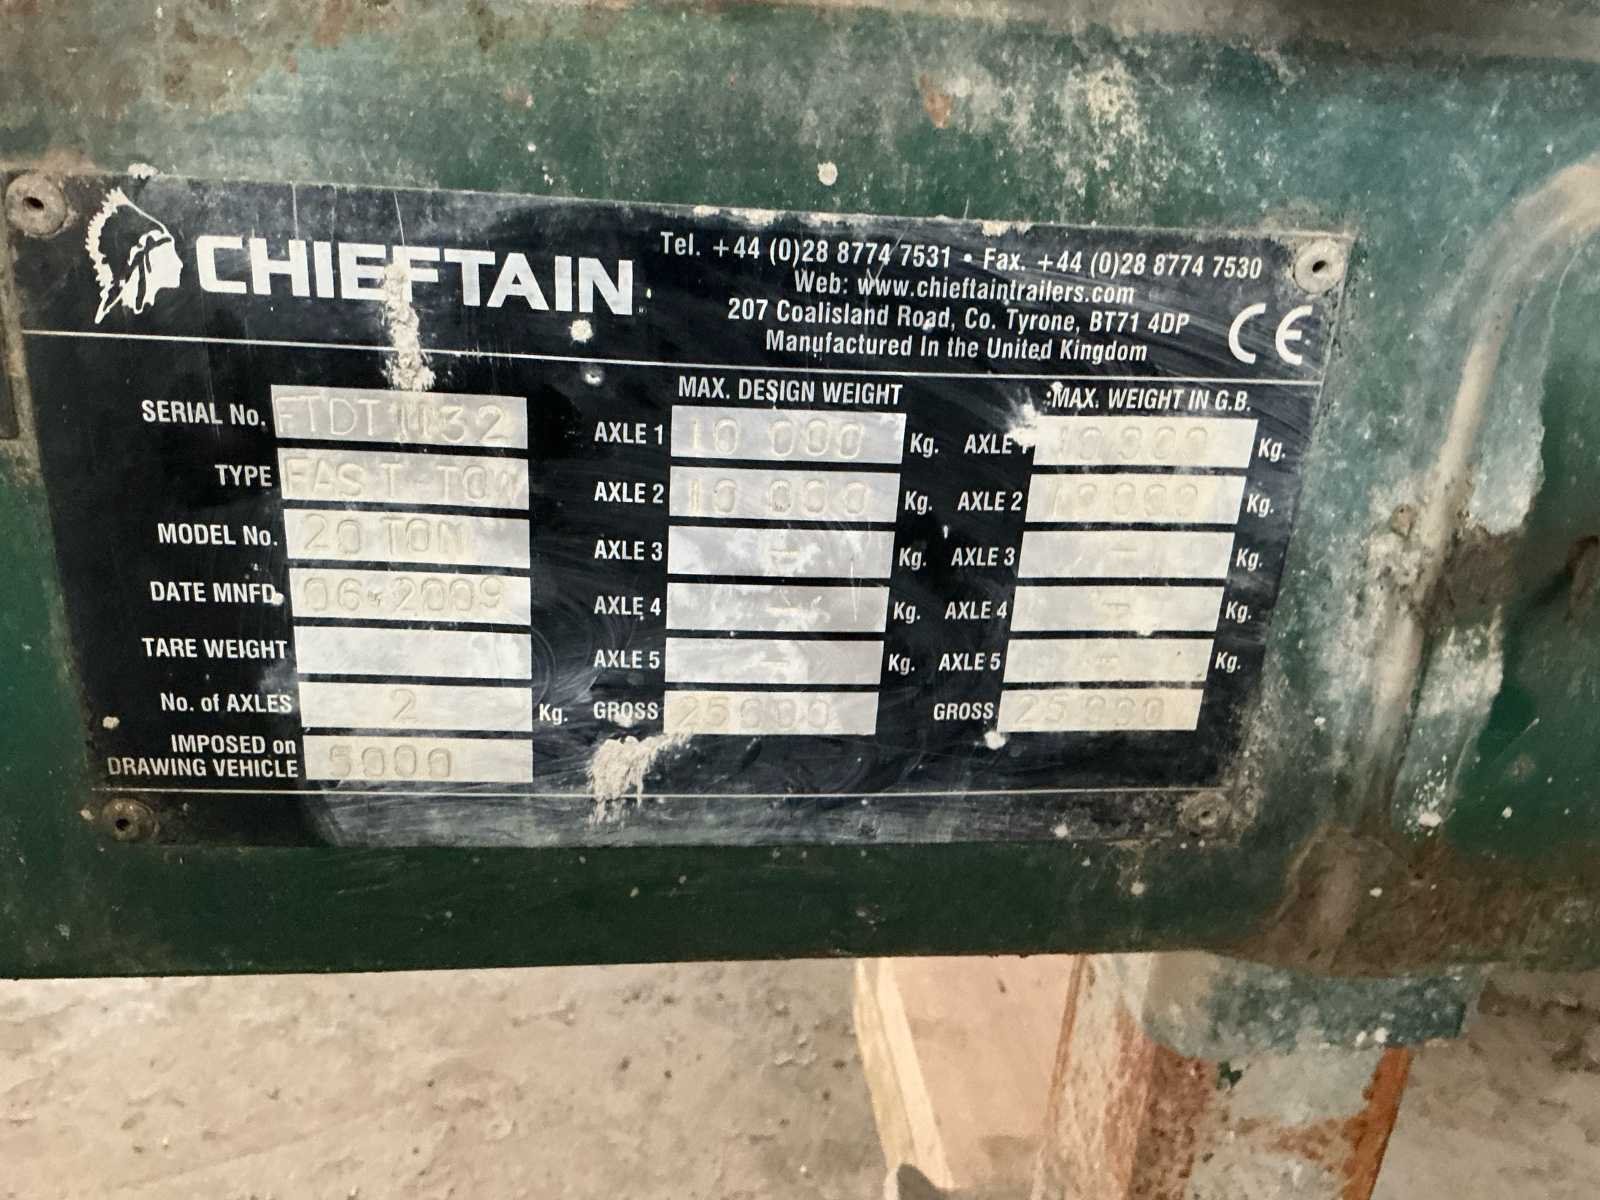 CHIEFTAIN
Tel. +44 (0)28 8774 7531 • Fax. +44 (0)28 8774 7530
Web: www.chieftaintrailers.com
207 Coalisland Road, Co. Tyrone, BT71 4DP
Manufactured In the United Kingdom
CE
MAX. DESIGN WEIGHT MAX. WEIGHT IN G.B.
SERIAL No. AXLE 1 10 000 Kg. AXLE Kg.
TYPE FAST TOW AXLE 2 10 000 Kg. AXLE 2 10000 Kg.
MODEL No. 20 TON AXLE 3 - Kg. AXLE 3 - Kg.
DATE MNFD. 06-2009 AXLE 4 - Kg. AXLE 4 - Kg.
TARE WEIGHT AXLE 5 - Kg. AXLE 5 - Kg.
No. of AXLES 2 Kg. GROSS 25000 GROSS 25000
IMPOSED on
DRAWING VEHICLE 5000